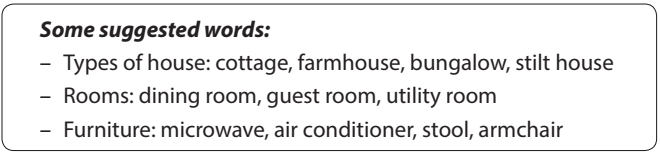 Some suggested words:
– Types of house: cottage, farmhouse, bungalow, stilt house
– Rooms: dining room, guest room, utility room
– Furniture: microwave, air conditioner, stool, armchair